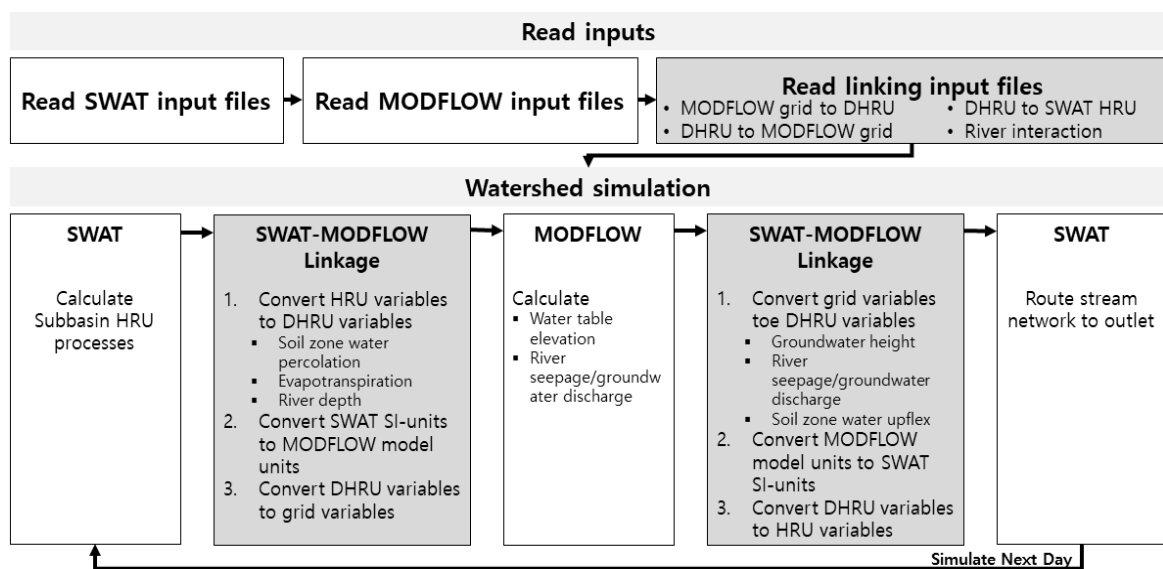 Read inputs
Read SWAT input files
Read MODFLOW input files
Read linking input files
• MODFLOW grid to DHRU
• DHRU to MODFLOW grid
• DHRU to SWAT HRU
• River interaction
Watershed simulation
SWAT
Calculate
Subbasin HRU
processes
SWAT-MODFLOW
Linkage
1. Convert HRU variables
to DHRU variables
▪ Soil zone water
percolation
▪ Evapotranspiration
▪ River depth
2. Convert SWAT SI-units
to MODFLOW model
units
3. Convert DHRU variables
to grid variables
MODFLOW
Calculate
▪ Water table
elevation
▪ River
seepage/groundw
ater discharge
SWAT-MODFLOW
Linkage
1. Convert grid variables
toe DHRU variables
▪ Groundwater height
▪ River
seepage/groundwater
discharge
▪ Soil zone water upflex
2. Convert MODFLOW
model units to SWAT
SI-units
3. Convert DHRU variables
to HRU variables
SWAT
Route stream
network to outlet
Simulate Next Day